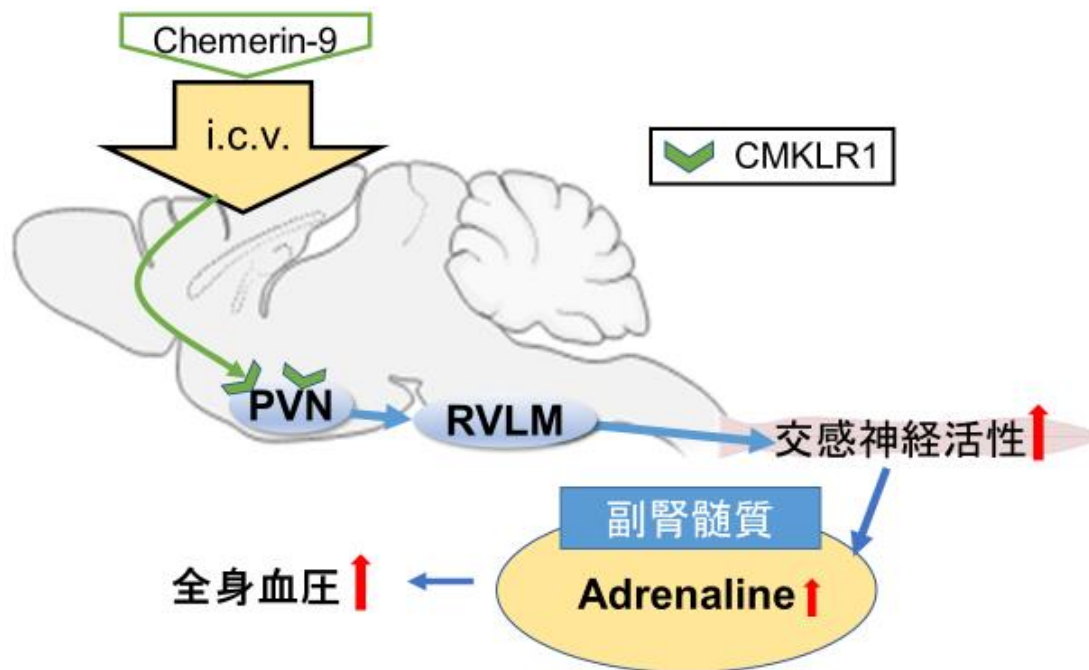 Chemerin-9
i.c.v.
CMKLR1
PVN
RVLM
交感神経活性
副腎髄質
Adrenaline
全身血圧